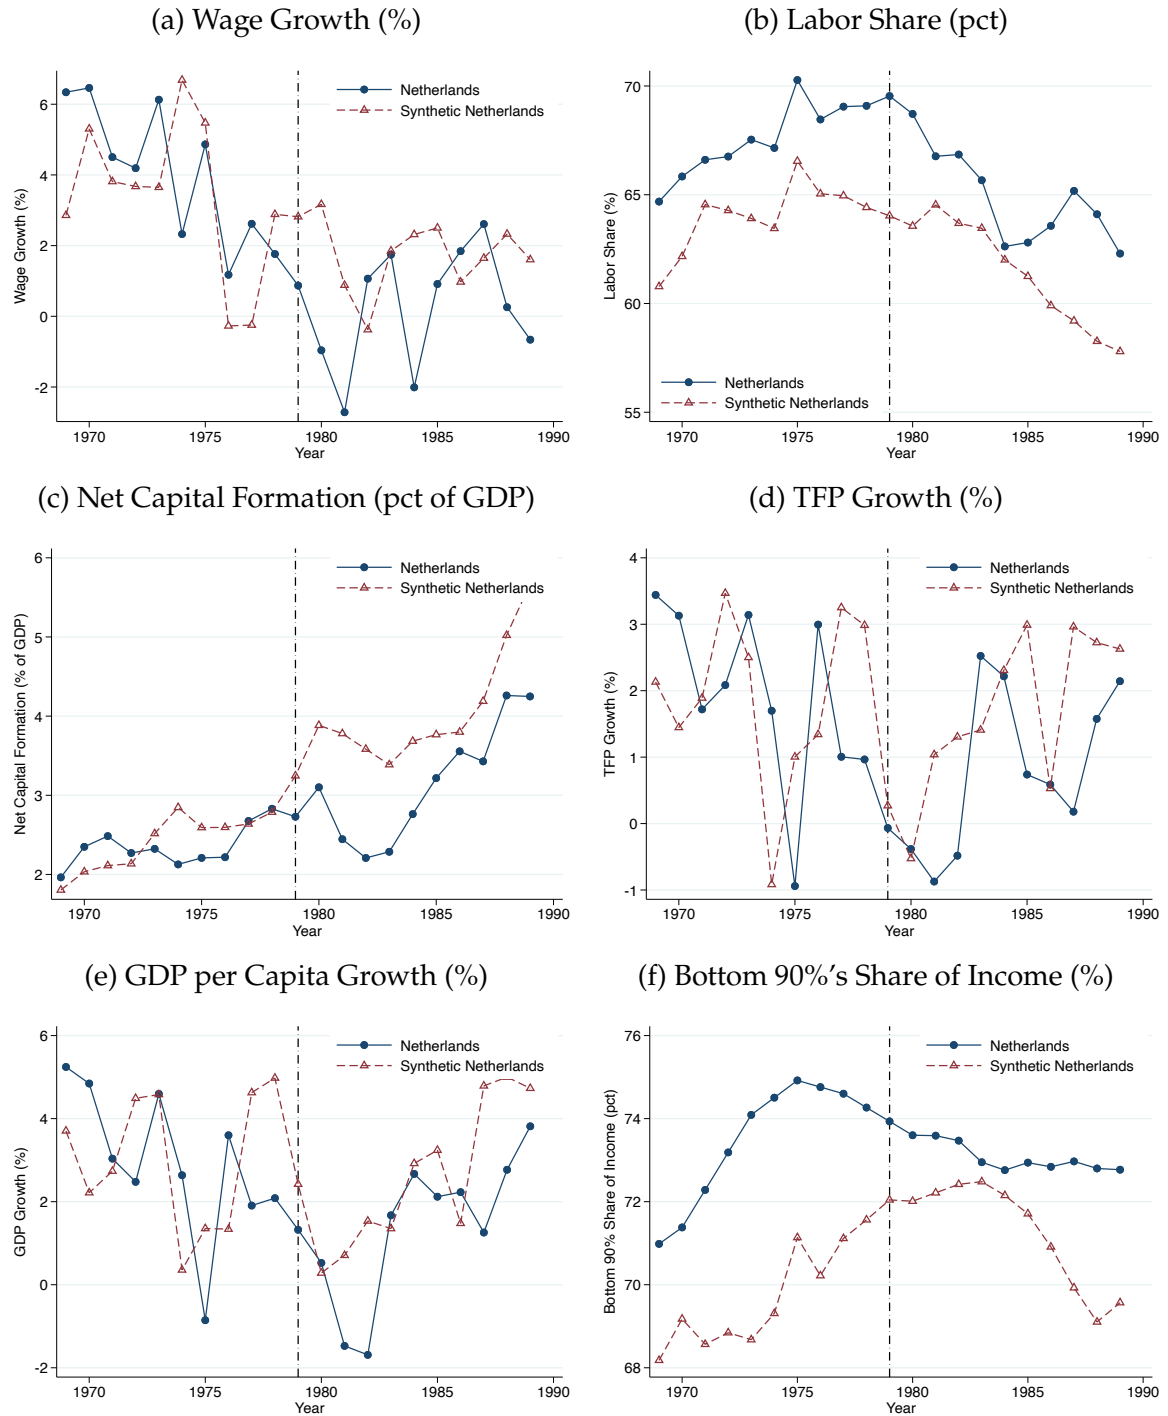 (a) Wage Growth (%)
Wage Growth (%)
6
4
2
0
-2
1970 1975 1980 1985 1990
Year
Netherlands
Synthetic Netherlands
(b) Labor Share (pct)
Labor Share (%)
70
65
60
55
1970 1975 1980 1985 1990
Year
Netherlands
Synthetic Netherlands
(c) Net Capital Formation (pct of GDP)
Net Capital Formation (% of GDP)
6
5
4
3
2
1970 1975 1980 1985 1990
Year
Netherlands
Synthetic Netherlands
(d) TFP Growth (%)
TFP Growth (%)
4
3
2
1
0
-1
1970 1975 1980 1985 1990
Year
Netherlands
Synthetic Netherlands
(e) GDP per Capita Growth (%)
GDP Growth (%)
6
4
2
0
-2
1970 1975 1980 1985 1990
Year
Netherlands
Synthetic Netherlands
(f) Bottom 90%'s Share of Income (%)
Bottom 90% Share of Income (pct)
76
74
72
70
68
1970 1975 1980 1985 1990
Year
Netherlands
Synthetic Netherlands